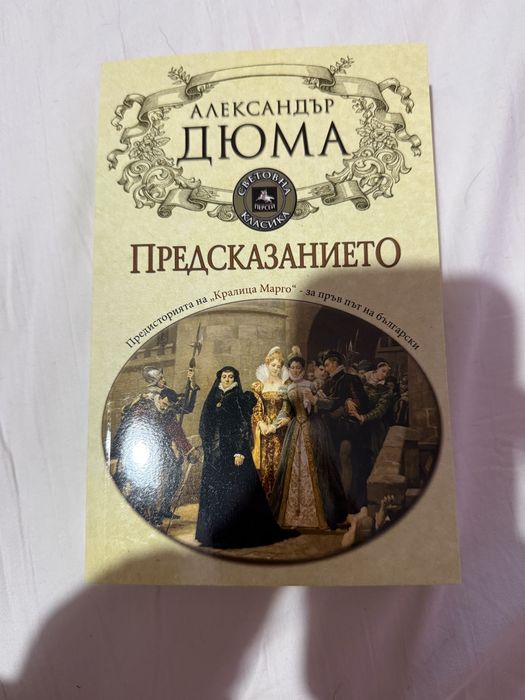 АЛЕКСАНДЪР
ДЮМА
СВЕТОВНА
ПЕРСЕЙ
КЛАСИКА
ПРЕДСКАЗАНИЕТО
Предисторията на „Кралица Марго“ - за пръв път на български